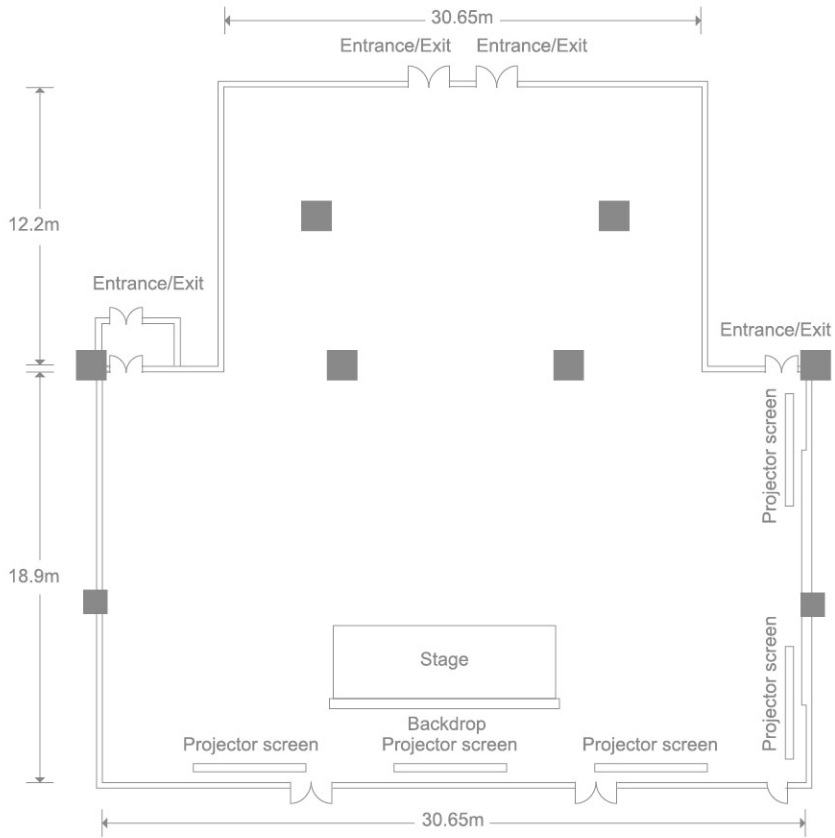 30.65m
Entrance/Exit Entrance/Exit
12.2m
Entrance/Exit
Entrance/Exit
Projector screen
18.9m
Stage
Projector screen
Backdrop
Projector screen Projector screen Projector screen
30.65m